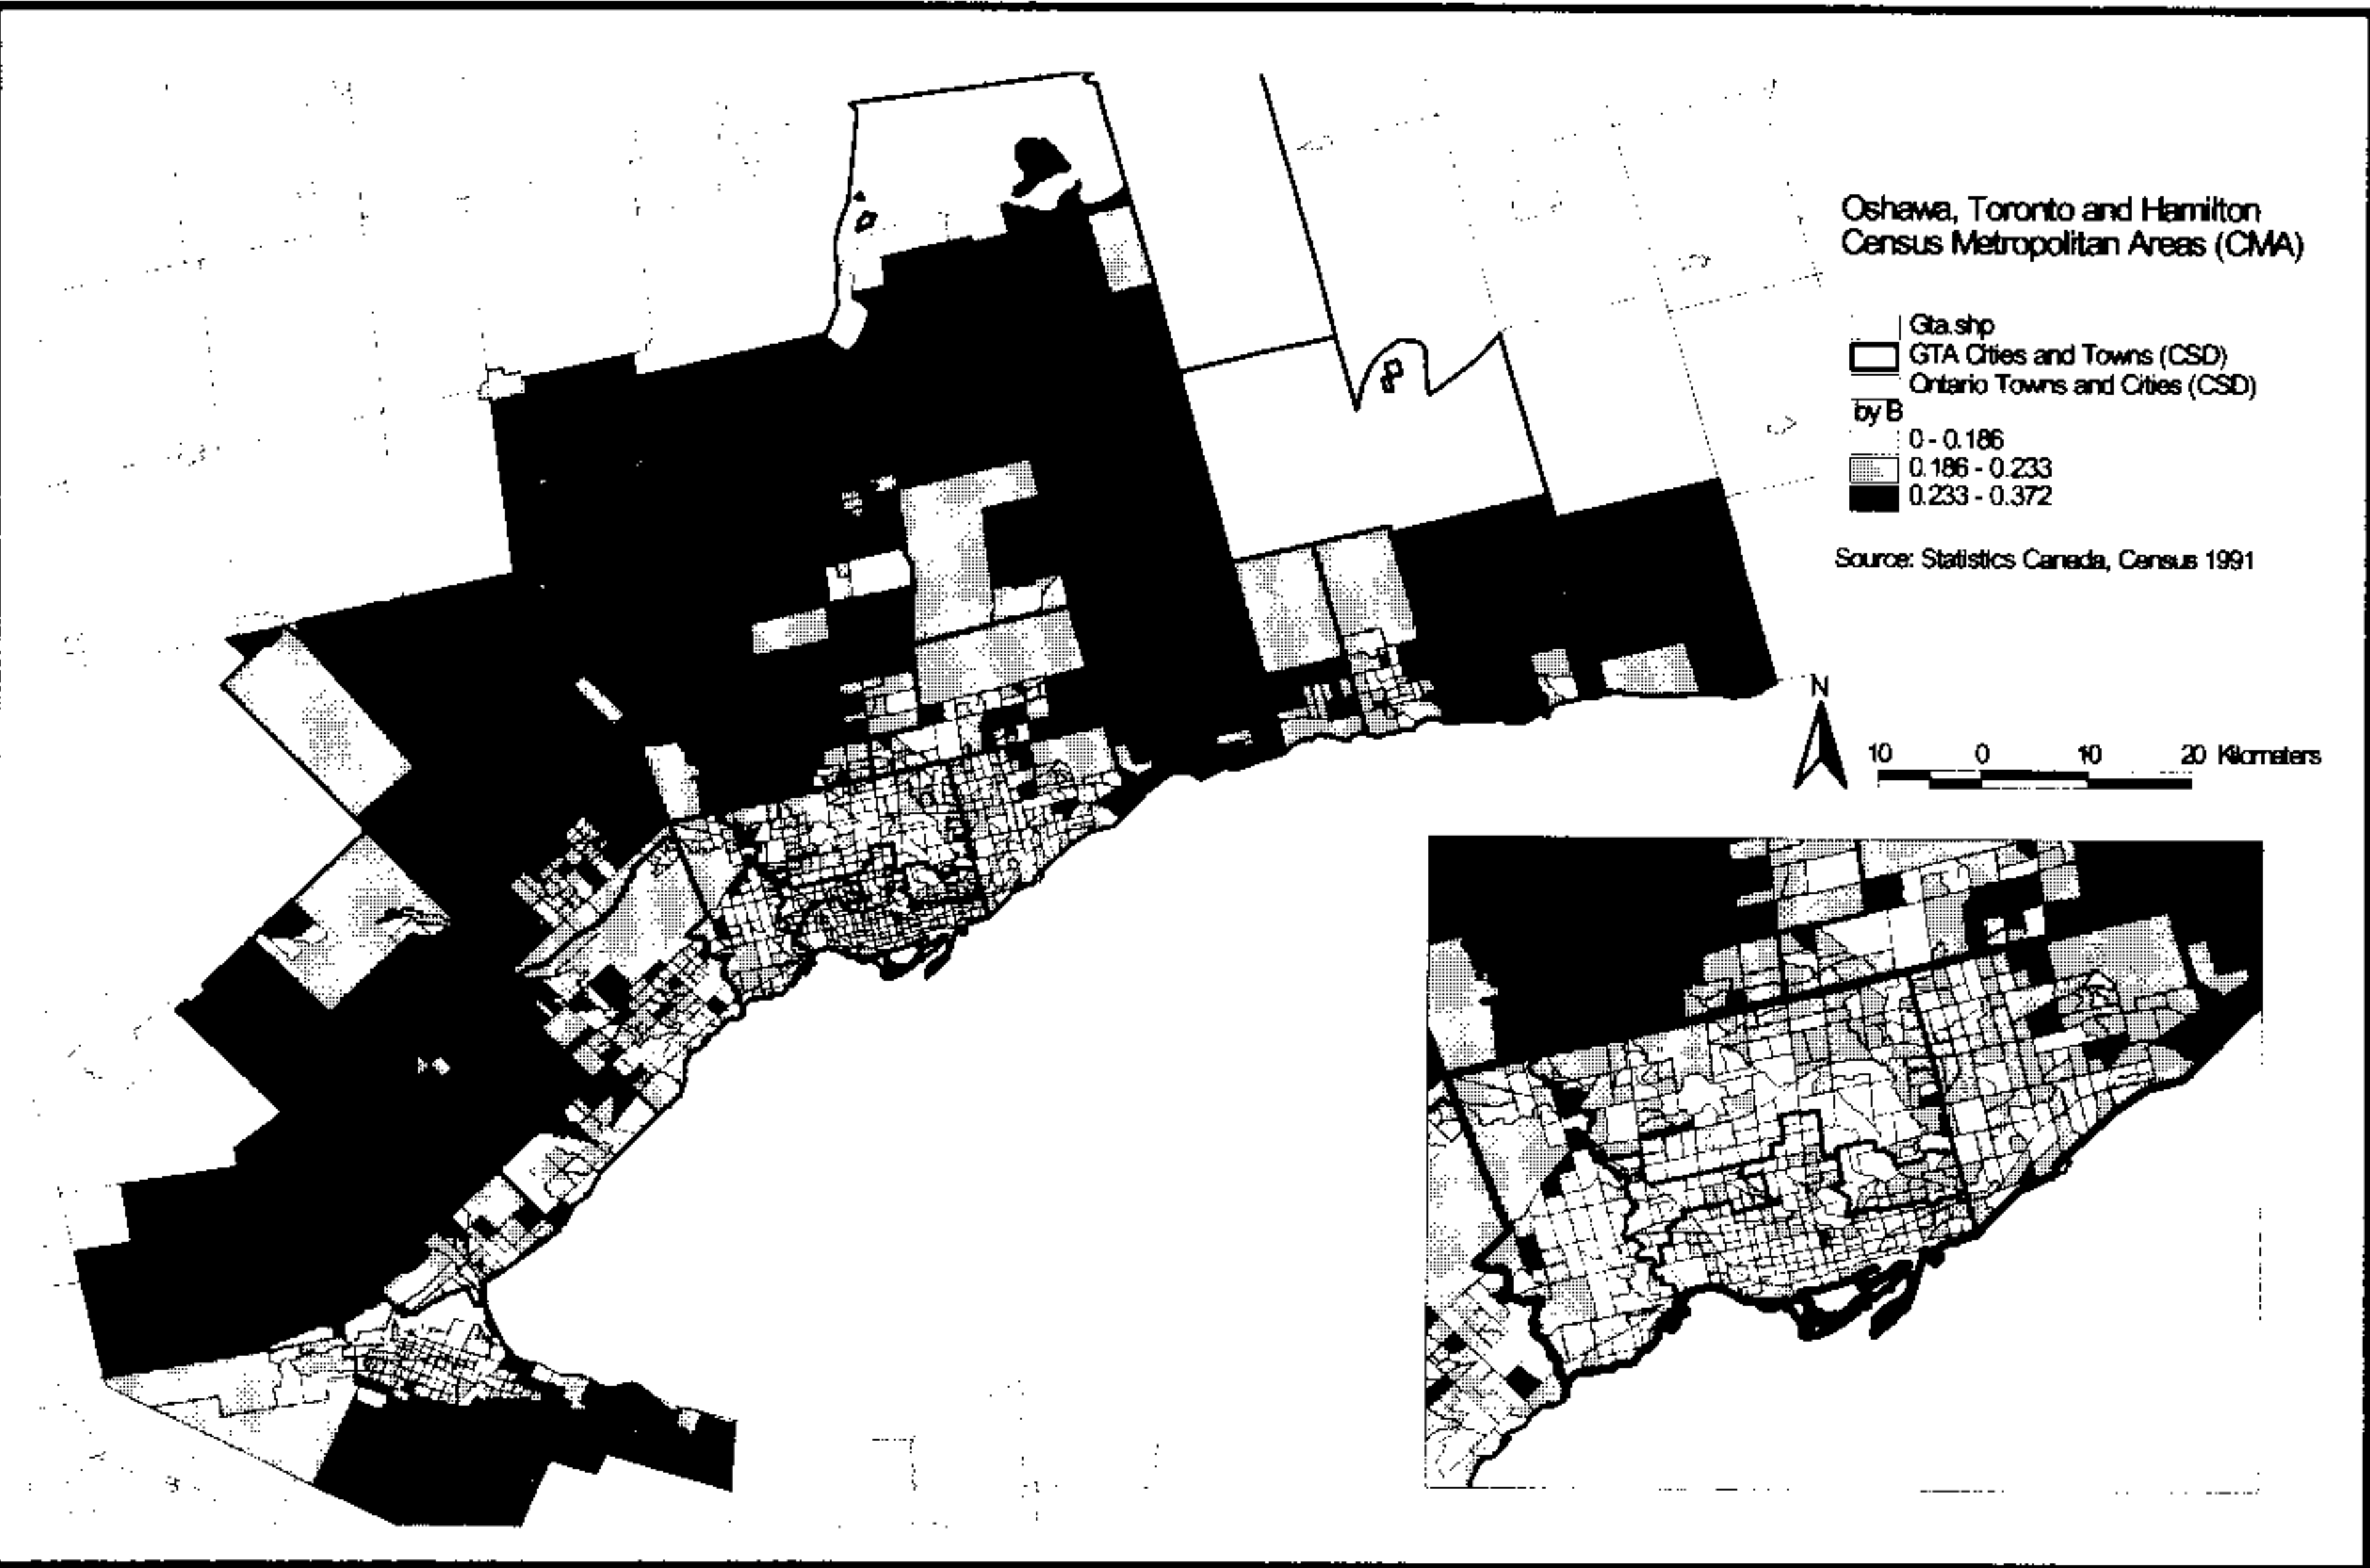 Oshawa, Toronto and Hamilton
Census Metropolitan Areas (CMA)
Gta.shp
GTA Cities and Towns (CSD)
Ontario Towns and Cities (CSD)
by B
0 - 0.186
0.186 - 0.233
0.233 - 0.372
Source: Statistics Canada, Census 1991
N
10 0 10 20 Kilometers